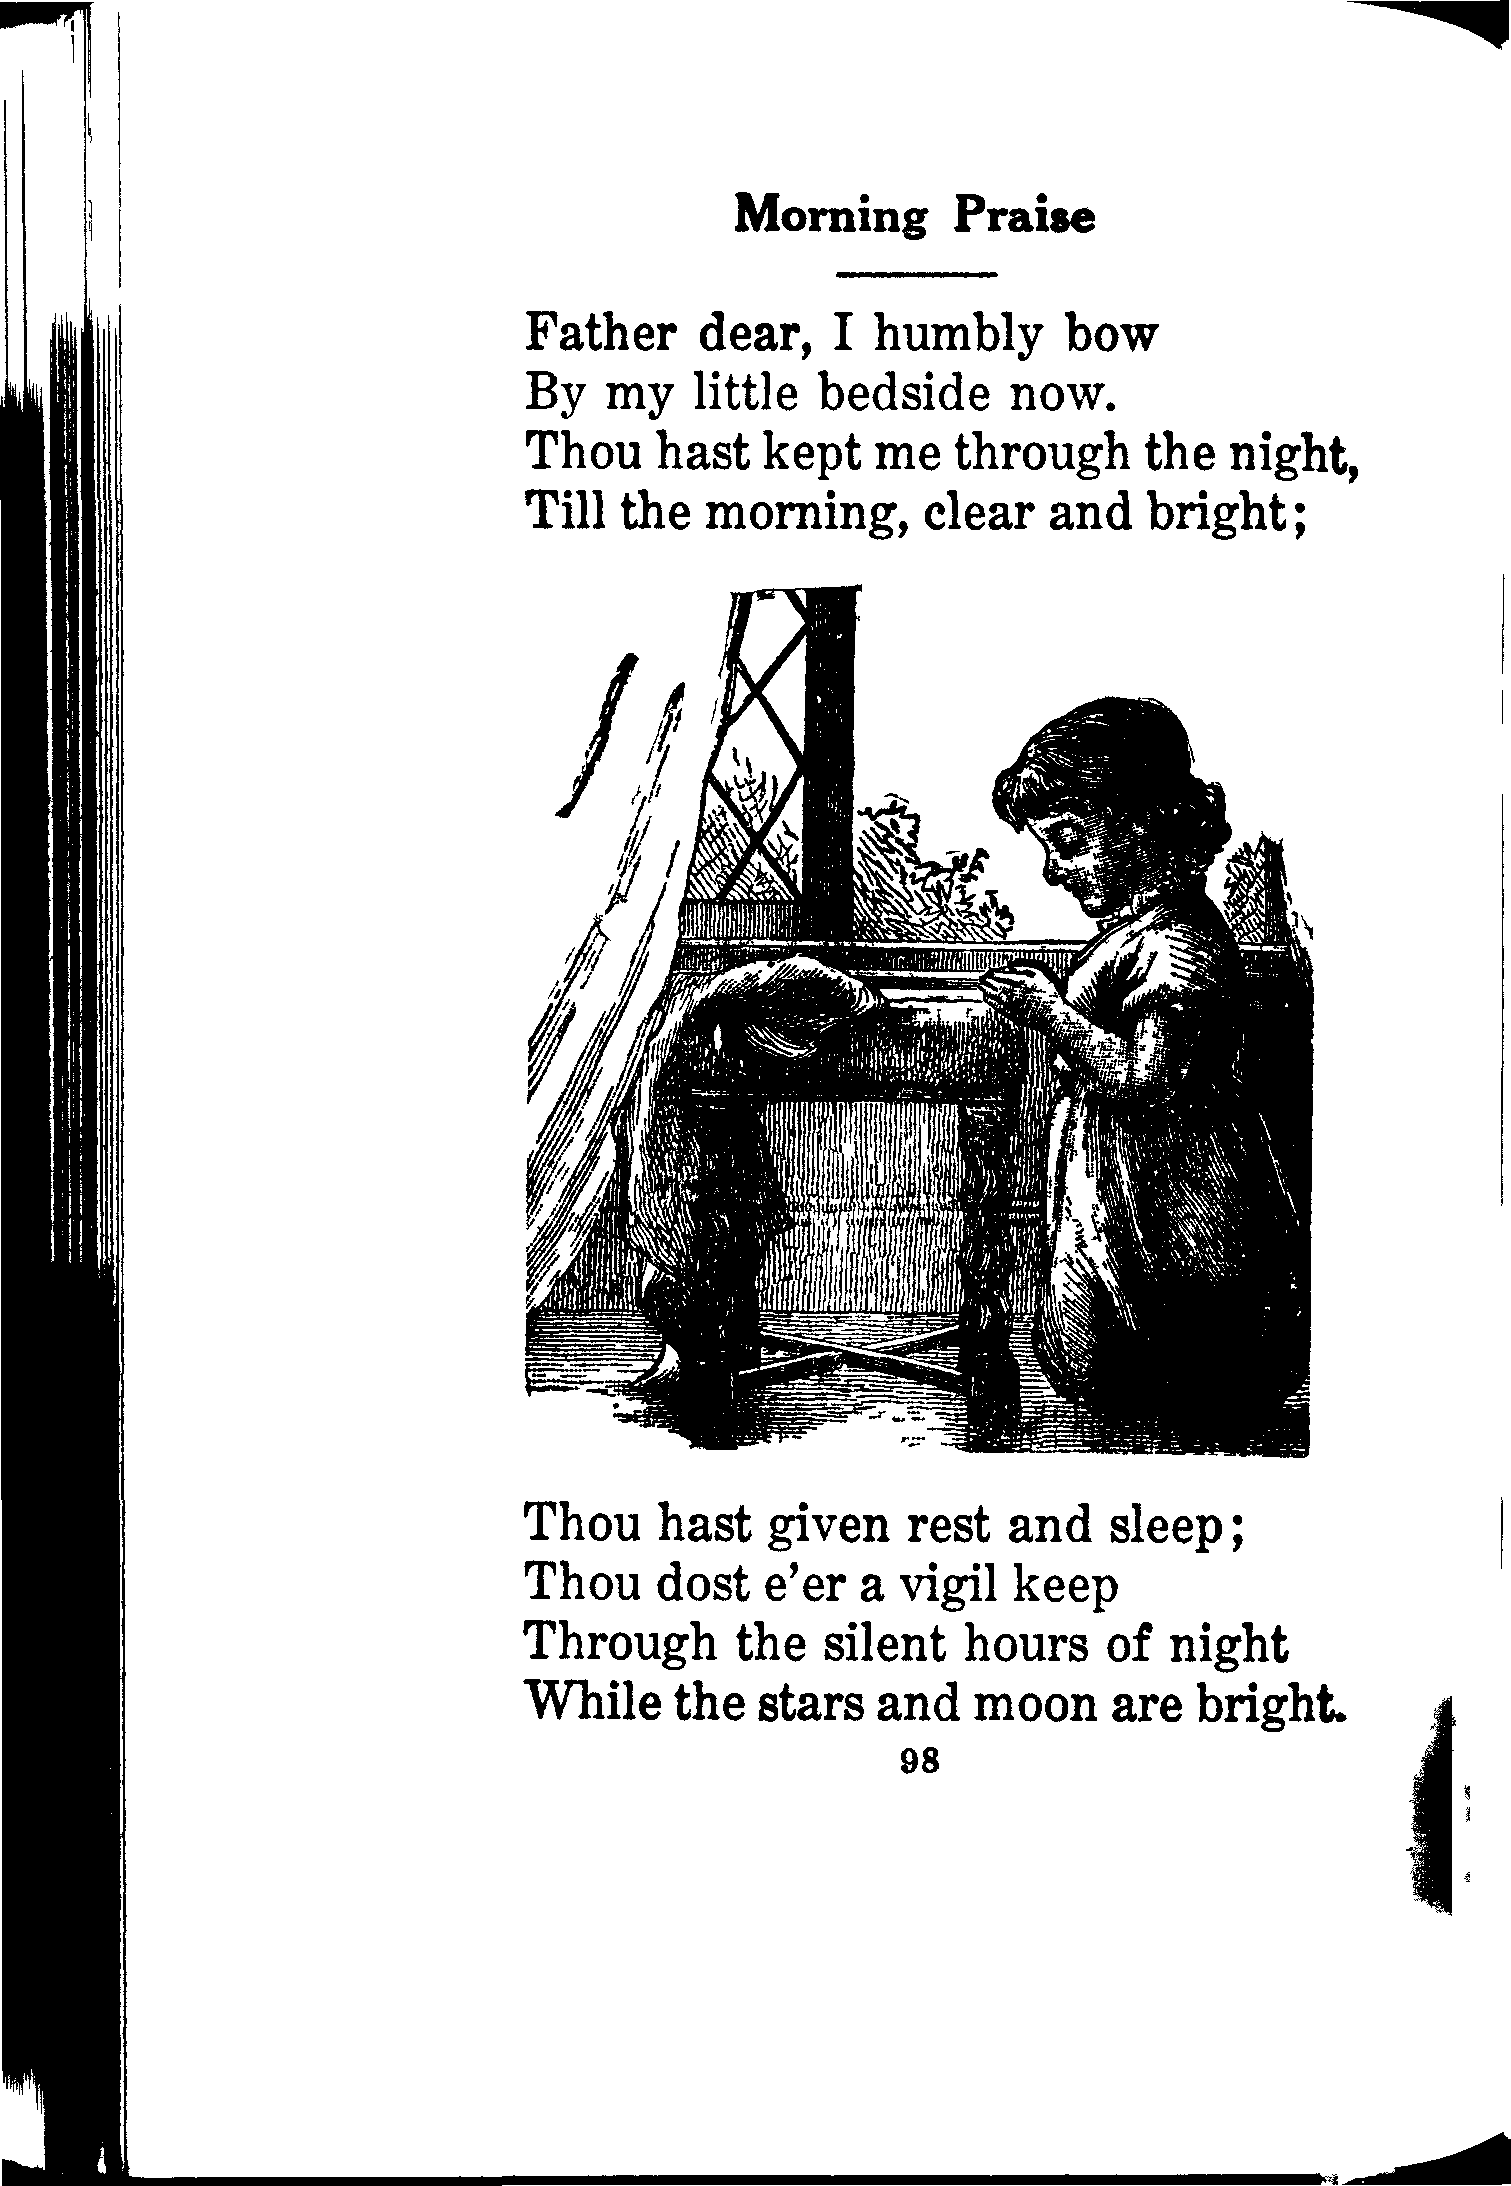 Morning Praise
Father dear, I humbly bow
By my little bedside now.
Thou hast kept me through the night,
Till the morning, clear and bright;
Thou hast given rest and sleep;
Thou dost e'er a vigil keep
Through the silent hours of night
While the stars and moon are bright.
98